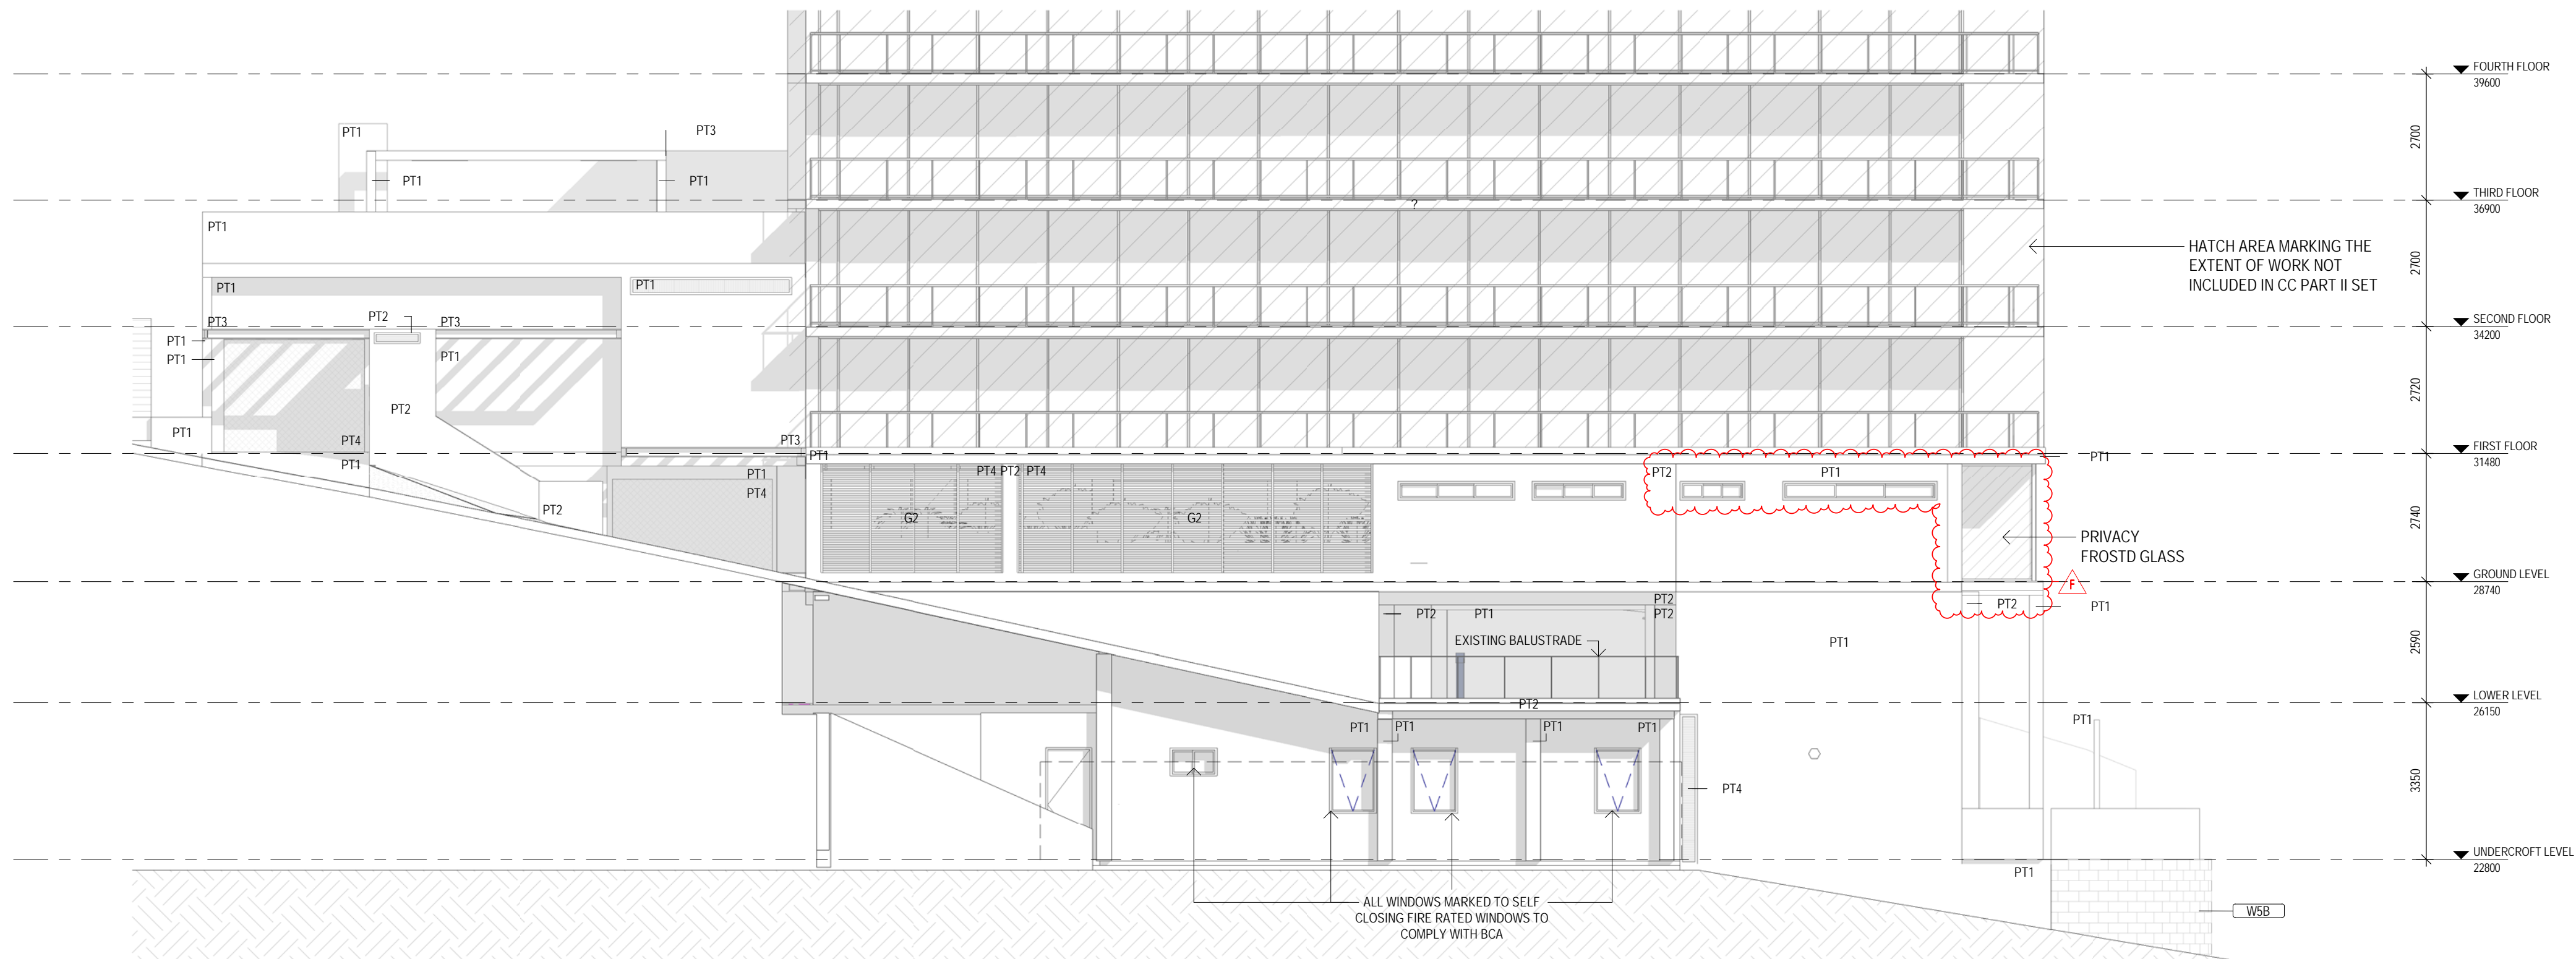 FOURTH FLOOR
39600
PT1
PT3
2700
PT1
PT1
THIRD FLOOR
36900
?
PT1
HATCH AREA MARKING THE
EXTENT OF WORK NOT
INCLUDED IN CC PART II SET
2700
PT1
PT1
PT2
PT3
PT3
SECOND FLOOR
34200
PT1
PT1
PT1
2720
PT2
PT1
PT4
PT3
FIRST FLOOR
31480
PT1
PT1
PT1
PT4 PT2 PT4
PT2
PT1
PT1
PT4
PT2
G2
G2
2740
PRIVACY
FROSTD GLASS
GROUND LEVEL
28740
F
PT2
PT2
PT1
PT2
PT2
PT1
EXISTING BALUSTRADE
PT1
2590
LOWER LEVEL
26150
PT2
PT1
PT1
PT1
PT1
PT1
PT4
3350
UNDERCROFT LEVEL
22800
PT1
ALL WINDOWS MARKED TO SELF
CLOSING FIRE RATED WINDOWS TO
COMPLY WITH BCA
W5B